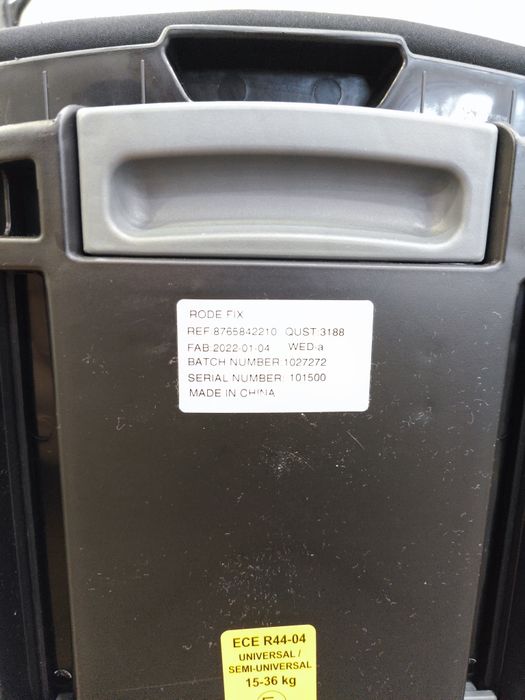 RODE FIX
REF:8765842210 QUST:3188
FAB:2022-01-04 WED-a
BATCH NUMBER:1027272
SERIAL NUMBER: 101500
MADE IN CHINA
ECE R44-04
UNIVERSAL /
SEMI-UNIVERSAL
15-36 kg